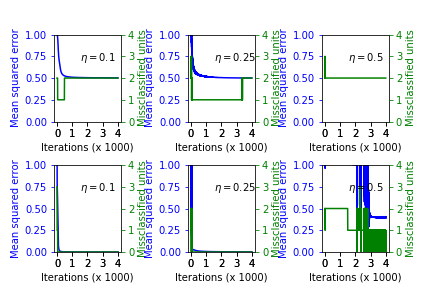 1.00
0.75
0.50
0.25
0.00
Mean squared error
η = 0.1
4
3
2
1
0
Missclassified units
0 1 2 3 4
Iterations (x 1000)
1.00
0.75
0.50
0.25
0.00
Mean squared error
η = 0.25
4
3
2
1
0
Missclassified units
0 1 2 3 4
Iterations (x 1000)
1.00
0.75
0.50
0.25
0.00
Mean squared error
η = 0.5
4
3
2
1
0
Missclassified units
0 1 2 3 4
Iterations (x 1000)
1.00
0.75
0.50
0.25
0.00
Mean squared error
η = 0.1
4
3
2
1
0
Missclassified units
0 1 2 3 4
Iterations (x 1000)
1.00
0.75
0.50
0.25
0.00
Mean squared error
η = 0.25
4
3
2
1
0
Missclassified units
0 1 2 3 4
Iterations (x 1000)
1.00
0.75
0.50
0.25
0.00
Mean squared error
η = 0.5
4
3
2
1
0
Missclassified units
0 1 2 3 4
Iterations (x 1000)